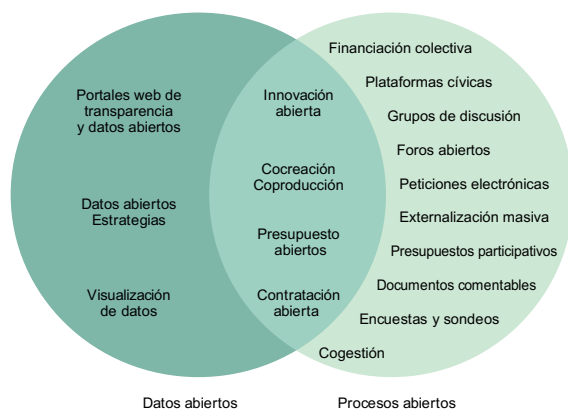 Portales web de
transparencia
y datos abiertos
Datos abiertos
Estrategias
Visualización
de datos
Innovación
abierta
Cocreación
Coproducción
Presupuesto
abiertos
Contratación
abierta
Financiación colectiva
Plataformas cívicas
Grupos de discusión
Foros abiertos
Peticiones electrónicas
Externalización masiva
Presupuestos participativos
Documentos comentables
Encuestas y sondeos
Cogestión
Datos abiertos
Procesos abiertos